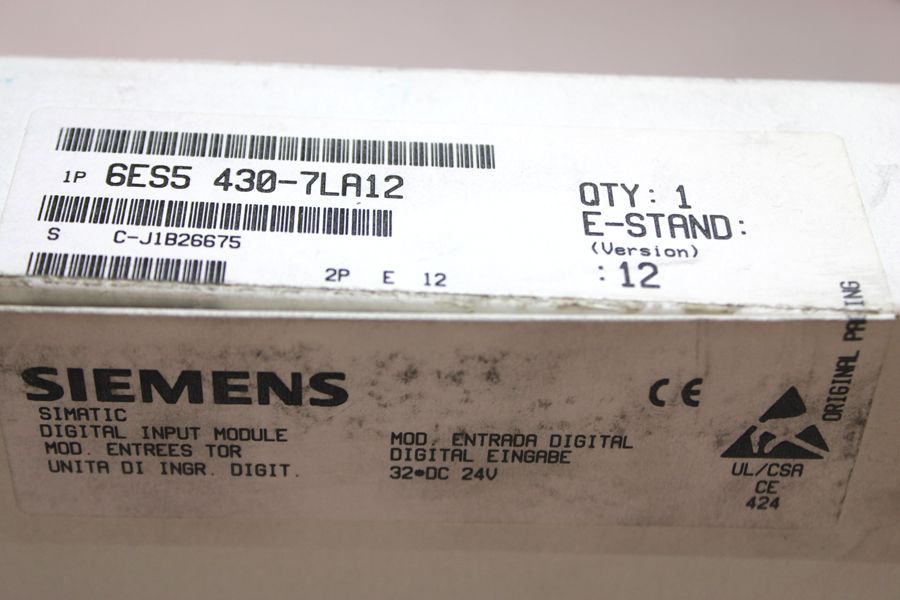 1P 6ES5 430-7LA12
S C-J1B26675
2P E 12
QTY: 1
E-STAND:
(Version)
:12
SIEMENS
SIMATIC
DIGITAL INPUT MODULE
MOD. ENTREES TOR
UNITA DI INGR. DIGIT.
MOD. ENTRADA DIGITAL
DIGITAL EINGABE
32*DC 24V
CE
UL/CSA
CE
424
ORIGINAL